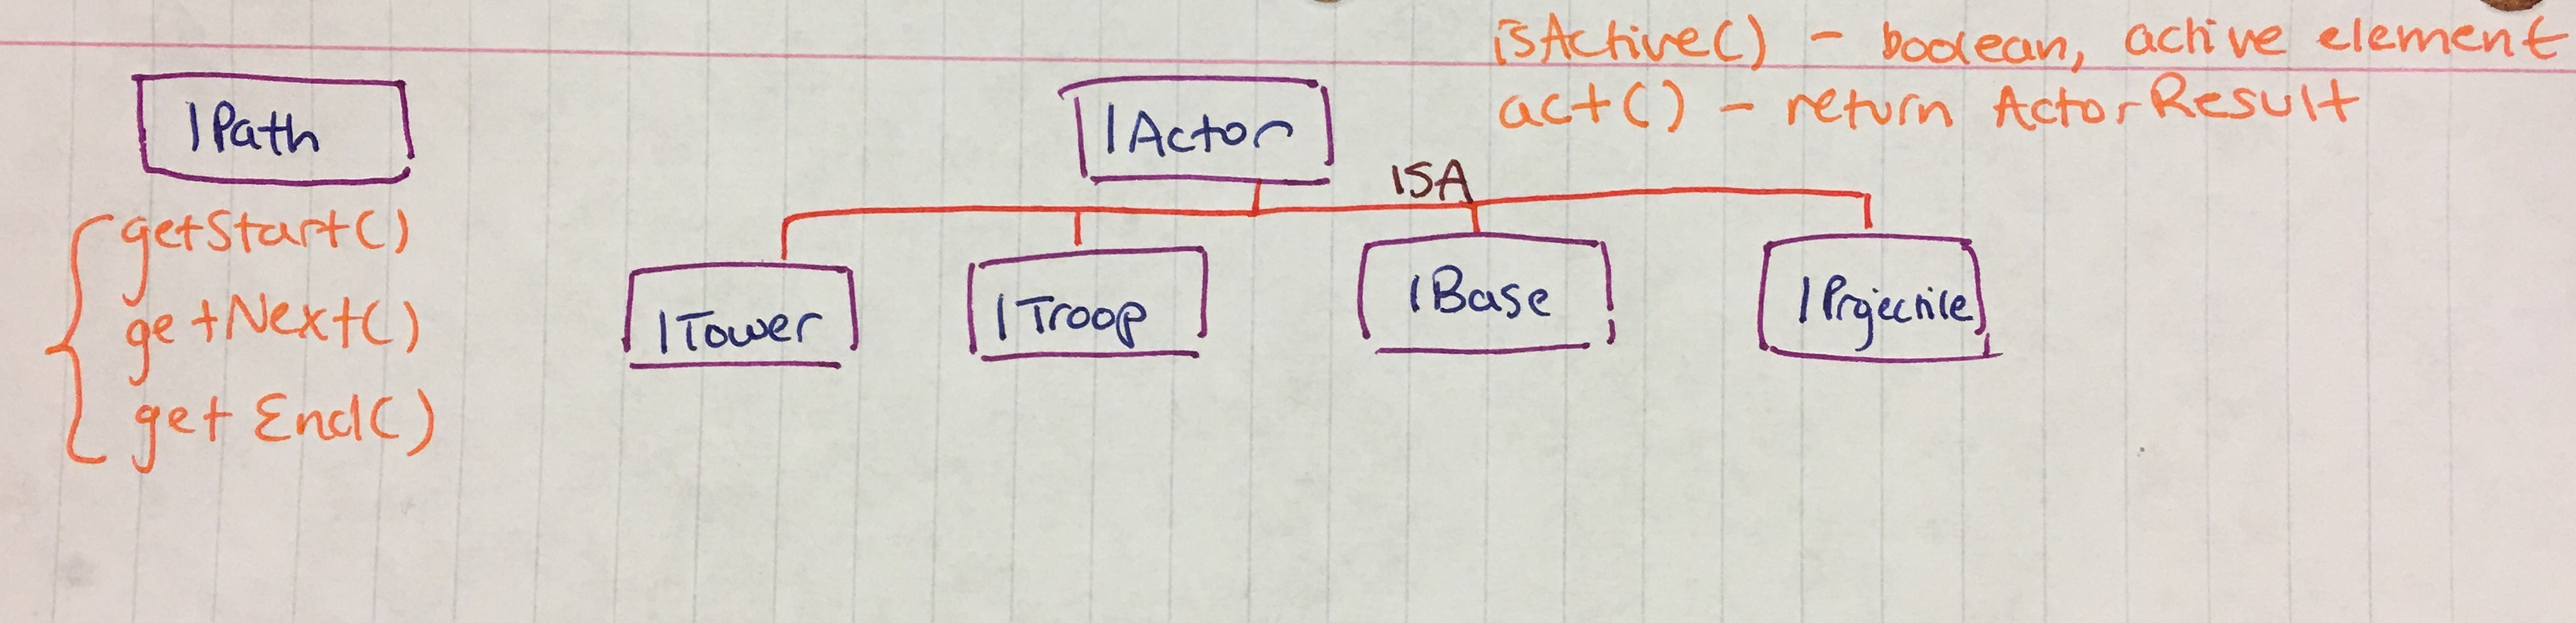 isActive() - boolean, active element
act() - return ActorResult
IPath
IActor
ISA
getStart()
getNext()
getEnd()
ITower
ITroop
IBase
IProjectile